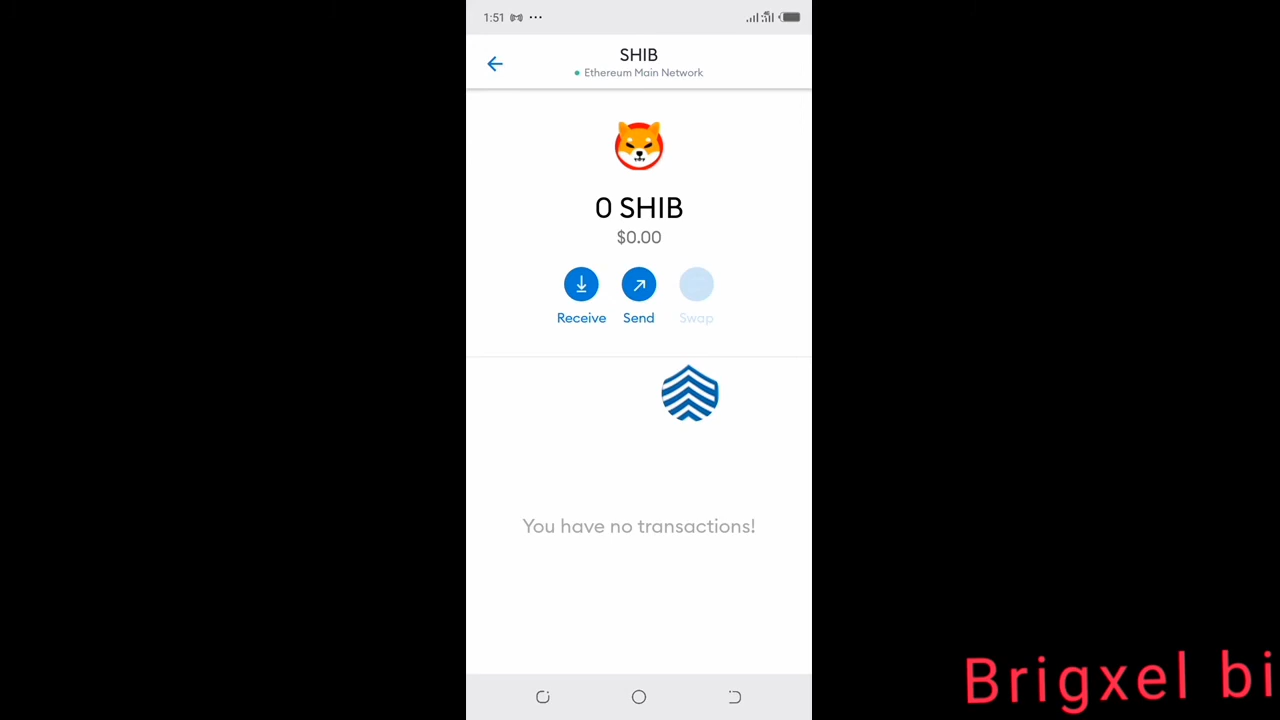 1:51
SHIB
Ethereum Main Network
0 SHIB
$0.00
Receive Send Swap
You have no transactions!
Brigxel bi